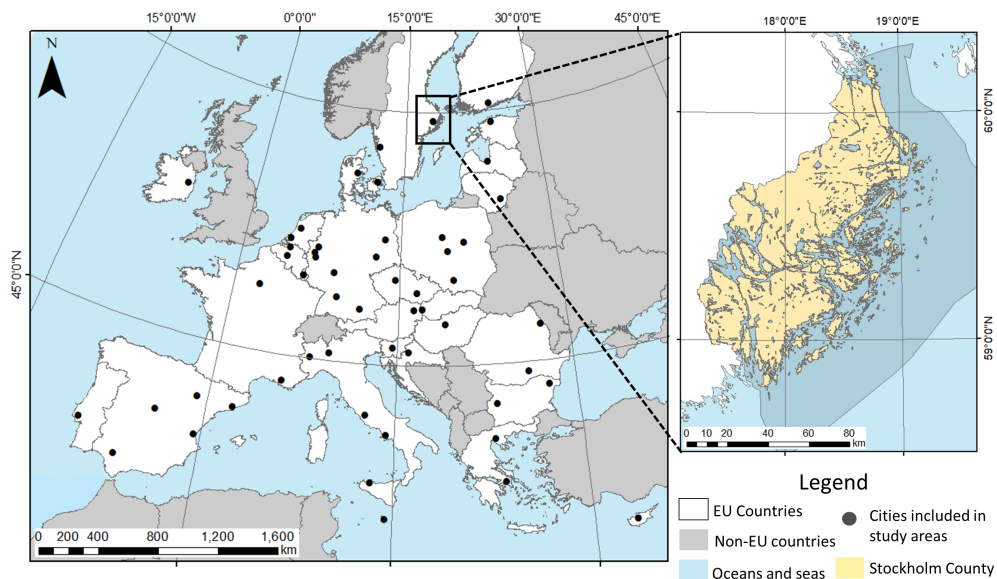 15°0'0"W 0°0'0"E 15°0'0"E 30°0'0"E 45°0'0"E
18°0'0"E 19°0'0"E
N
60°0'0"N
45°0'0"N
59°0'0"N
0 10 20 40 60 80
km
Legend
EU Countries
Cities included in
study areas
Non-EU countries
Oceans and seas
Stockholm County
0 200 400 800 1,200 1,600
km